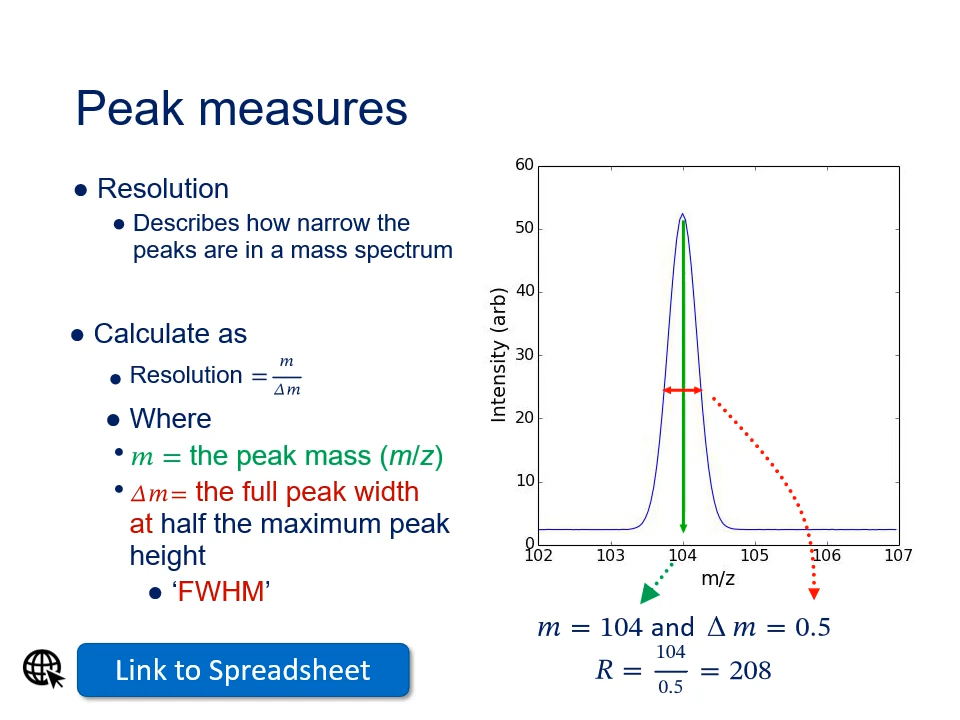 Peak measures
● Resolution
● Describes how narrow the
peaks are in a mass spectrum
● Calculate as
● Resolution = m/Δm
● Where
• m = the peak mass (m/z)
• Δm= the full peak width
at half the maximum peak
height
● ‘FWHM’
Link to Spreadsheet
60
50
40
30
20
10
0
Intensity (arb)
102 103 104 105 106 107
m/z
m = 104 and Δ m = 0.5
R = 104/0.5 = 208